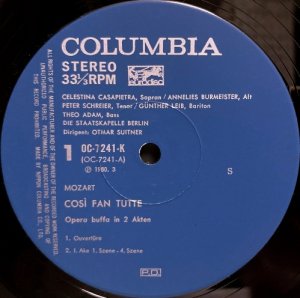 COLUMBIA
STEREO
33⅓ RPM
CELESTINA CASAPIETRA, Sopran / ANNELIES BURMEISTER, Alt
PETER SCHREIER, Tenor / GÜNTHER LEIB, Bariton
THEO ADAM, Bass
DIE STAATSKAPELLE BERLIN
Dirigent: OTMAR SUITNER
1 OC-7241-K
(OC-7241-A)
Ⓟ 1980. 3
S
MOZART
COSÌ FAN TUTTE
Opera buffa in 2 Akten
1. Ouvertüre
2. I. Akt 1. Szene - 4. Szene
P.D.
ALL RIGHTS OF THE MANUFACTURER AND OF THE OWNER OF THE RECORDED WORK RESERVED.
UNAUTHORIZED PUBLIC PERFORMANCE, BROADCASTING AND COPYING OF
THIS RECORD PROHIBITED.
MADE BY NIPPON COLUMBIA CO. LTD.